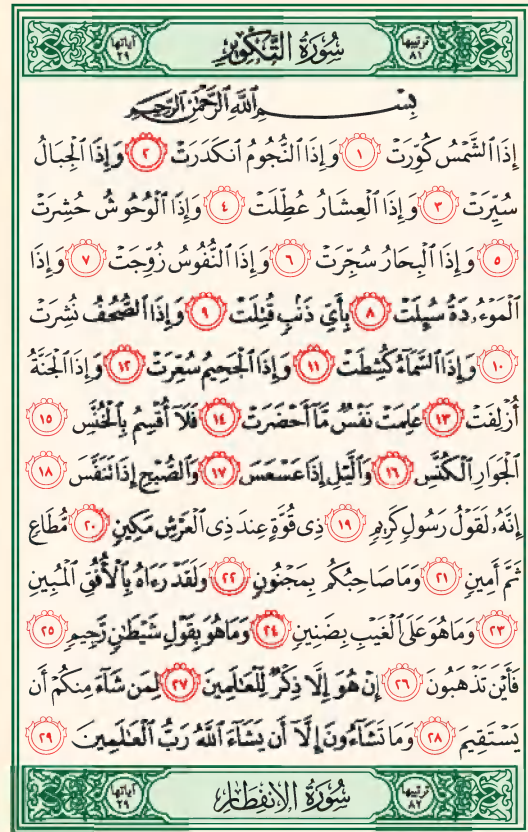 ترتيبها ٨١ سُورَةُ التَّكْوِيرِ آياتها ٢٩
بِسْمِ ٱللَّهِ ٱلرَّحْمَٰنِ ٱلرَّحِيمِ
إِذَا ٱلشَّمْسُ كُوِّرَتْ ١ وَإِذَا ٱلنُّجُومُ ٱنكَدَرَتْ ٢ وَإِذَا ٱلْجِبَالُ
سُيِّرَتْ ٣ وَإِذَا ٱلْعِشَارُ عُطِّلَتْ ٤ وَإِذَا ٱلْوُحُوشُ حُشِرَتْ
٥ وَإِذَا ٱلْبِحَارُ سُجِّرَتْ ٦ وَإِذَا ٱلنُّفُوسُ زُوِّجَتْ ٧ وَإِذَا
ٱلْمَوْءُۥدَةُ سُئِلَتْ ٨ بِأَيِّ ذَنۢبٍ قُتِلَتْ ٩ وَإِذَا ٱلصُّحُفُ نُشِرَتْ
١٠ وَإِذَا ٱلسَّمَآءُ كُشِطَتْ ١١ وَإِذَا ٱلْجَحِيمُ سُعِّرَتْ ١٢ وَإِذَا ٱلْجَنَّةُ
أُزْلِفَتْ ١٣ عَلِمَتْ نَفْسٌ مَّآ أَحْضَرَتْ ١٤ فَلَآ أُقْسِمُ بِٱلْخُنَّسِ ١٥
ٱلْجَوَارِ ٱلْكُنَّسِ ١٦ وَٱلَّيْلِ إِذَا عَسْعَسَ ١٧ وَٱلصُّبْحِ إِذَا تَنَفَّسَ ١٨
إِنَّهُۥ لَقَوْلُ رَسُولٍ كَرِيمٍ ١٩ ذِى قُوَّةٍ عِندَ ذِى ٱلْعَرْشِ مَكِينٍ ٢٠ مُّطَاعٍ
ثَمَّ أَمِينٍ ٢١ وَمَا صَاحِبُكُم بِمَجْنُونٍ ٢٢ وَلَقَدْ رَءَاهُ بِٱلْأُفُقِ ٱلْمُبِينِ
٢٣ وَمَا هُوَ عَلَى ٱلْغَيْبِ بِضَنِينٍ ٢٤ وَمَا هُوَ بِقَوْلِ شَيْطَٰنٍ رَّجِيمٍ ٢٥
فَأَيْنَ تَذْهَبُونَ ٢٦ إِنْ هُوَ إِلَّا ذِكْرٌ لِّلْعَٰلَمِينَ ٢٧ لِمَن شَآءَ مِنكُمْ أَن
يَسْتَقِيمَ ٢٨ وَمَا تَشَآءُونَ إِلَّآ أَن يَشَآءَ ٱللَّهُ رَبُّ ٱلْعَٰلَمِينَ ٢٩
ترتيبها ٨٢ سُورَةُ الِانفِطَارِ آياتها ٢٩